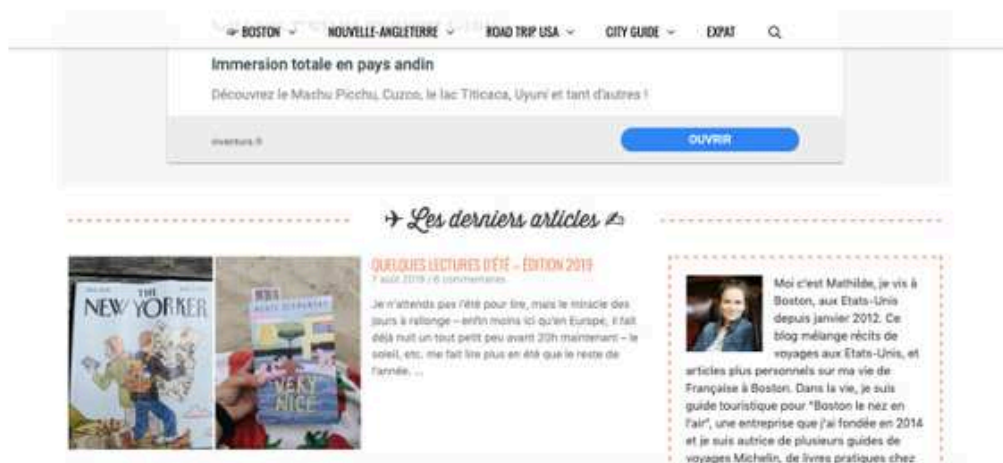 BOSTON NOUVELLE-ANGLETERRE ROAD TRIP USA CITY GUIDE EXPAT
Immersion totale en pays andin
Découvrez le Machu Picchu, Cuzco, le lac Titicaca, Uyuni et tant d'autres !
OUVRIR
Les derniers articles
QUELQUES LECTURES D'ÉTÉ – ÉDITION 2019
7 août 2019 / 6 commentaires
Je n'attends pas l'été pour lire, mais le miracle des
jours à rallonge – enfin moins ici qu'en Europe, il fait
déjà nuit un tout petit peu avant 20h maintenant – le
soleil, etc. me fait lire plus en été que le reste de
l'année. ...
THE
NEW YORKER
VERY
NICE
Moi c'est Mathilde, je vis à
Boston, aux Etats-Unis
depuis janvier 2012. Ce
blog mélange récits de
voyages aux Etats-Unis, et
articles plus personnels sur ma vie de
Française à Boston. Dans la vie, je suis
guide touristique pour "Boston le nez en
l'air", une entreprise que j'ai fondée en 2014
et je suis autrice de plusieurs guides de
voyages Michelin, de livres pratiques chez